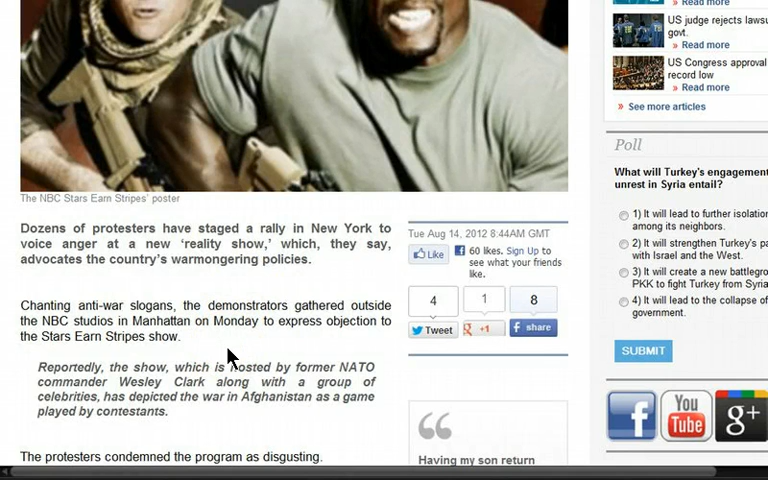 The NBC Stars Earn Stripes' poster
Dozens of protesters have staged a rally in New York to
voice anger at a new ‘reality show,’ which, they say,
advocates the country’s warmongering policies.
Chanting anti-war slogans, the demonstrators gathered outside
the NBC studios in Manhattan on Monday to express objection to
the Stars Earn Stripes show.
Reportedly, the show, which is hosted by former NATO
commander Wesley Clark along with a group of
celebrities, has depicted the war in Afghanistan as a game
played by contestants.
The protesters condemned the program as disgusting.
Tue Aug 14, 2012 8:44AM GMT
Like
60 likes. Sign Up to
see what your friends
like.
4 1 8
Tweet +1 share
Having my son return
» Read more
US judge rejects lawsu
govt.
» Read more
US Congress approval
record low
» Read more
» See more articles
Poll
What will Turkey's engagement
unrest in Syria entail?
1) It will lead to further isolation
among its neighbors.
2) It will strengthen Turkey's pa
with Israel and the West.
3) It will create a new battlegro
PKK to fight Turkey from Syria
4) It will lead to the collapse of
government.
SUBMIT
f You Tube g+